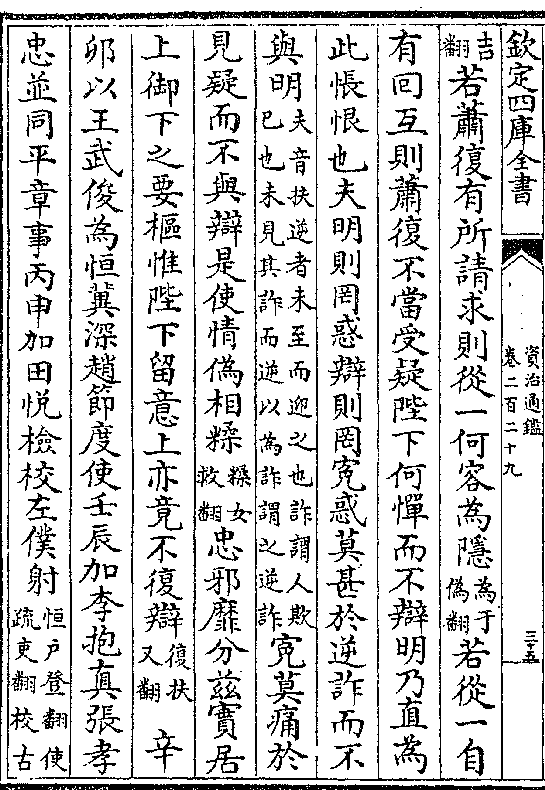 欽定四庫全書
資治通鑑
卷二百二十九
三十五
吉翻若蕭復有所請求則從一何容為隱為于偽翻若從一自
有回互則蕭復不當受疑陛下何憚而不辯明乃直為
此悵恨也夫明則罔惑辯則罔寃惑莫甚於逆詐而不
與明夫音扶逆者未至而迎之也詐謂人欺已也未見其詐而逆以為詐謂之逆詐寃莫痛於
見疑而不與辯是使情偽相糅糅女救翻忠邪靡分兹實居
上御下之要樞惟陛下留意上亦竟不復辯復扶又翻辛
卯以王武俊為恒冀深趙節度使壬辰加李抱真張孝
忠並同平章事丙申加田悦檢校左僕射恒户登翻使疏吏翻校古